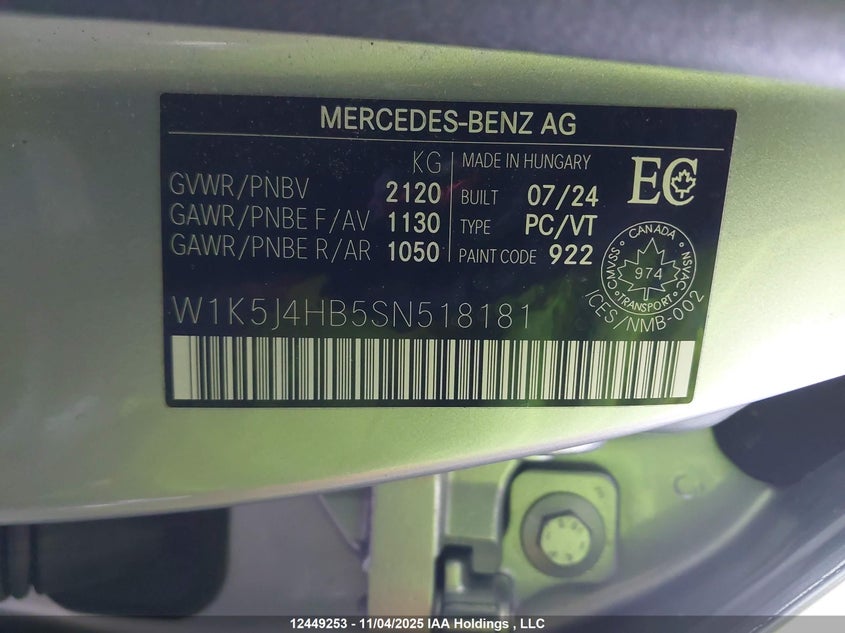 MERCEDES-BENZ AG
KG
GVWR/PNBV 2120
GAWR/PNBE F/AV 1130
GAWR/PNBE R/AR 1050
MADE IN HUNGARY
BUILT 07/24
TYPE PC/VT
PAINT CODE 922
EC
CANADA
CMVSS NSVAC
974
TRANSPORT
ICES/NMB-002
W1K5J4HB5SN518181
12449253 - 11/04/2025 IAA Holdings , LLC